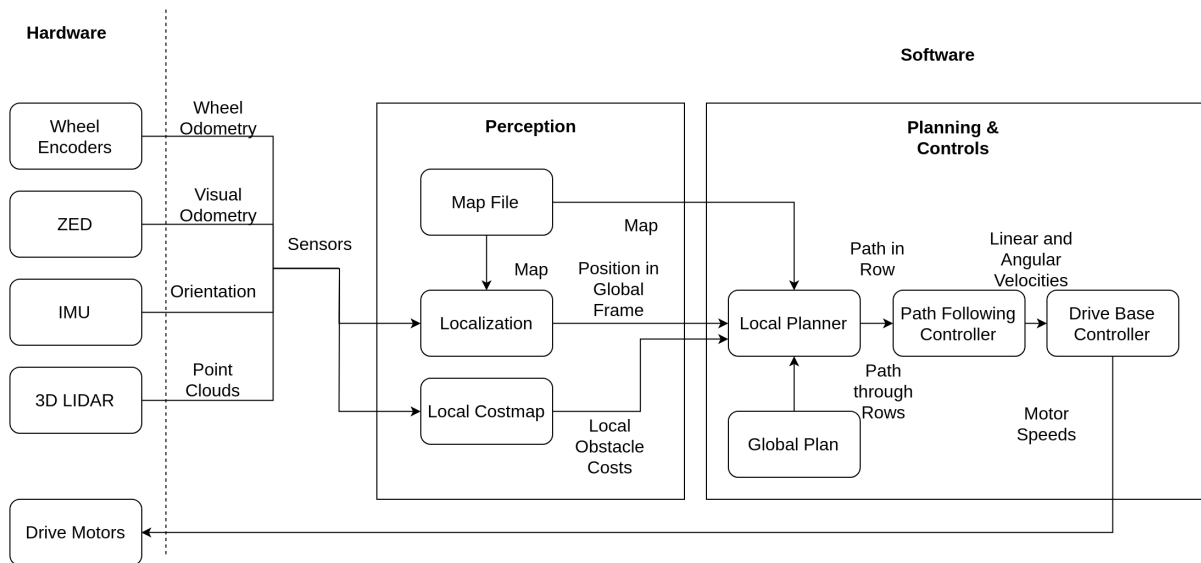 Hardware
Software
Wheel
Encoders
Wheel
Odometry
ZED
Visual
Odometry
IMU
Orientation
3D LIDAR
Point
Clouds
Drive Motors
Sensors
Perception
Map File
Map
Map
Localization
Position in
Global
Frame
Local Costmap
Local
Obstacle
Costs
Planning &
Controls
Local Planner
Path in
Row
Path Following
Controller
Linear and
Angular
Velocities
Drive Base
Controller
Global Plan
Path
through
Rows
Motor
Speeds